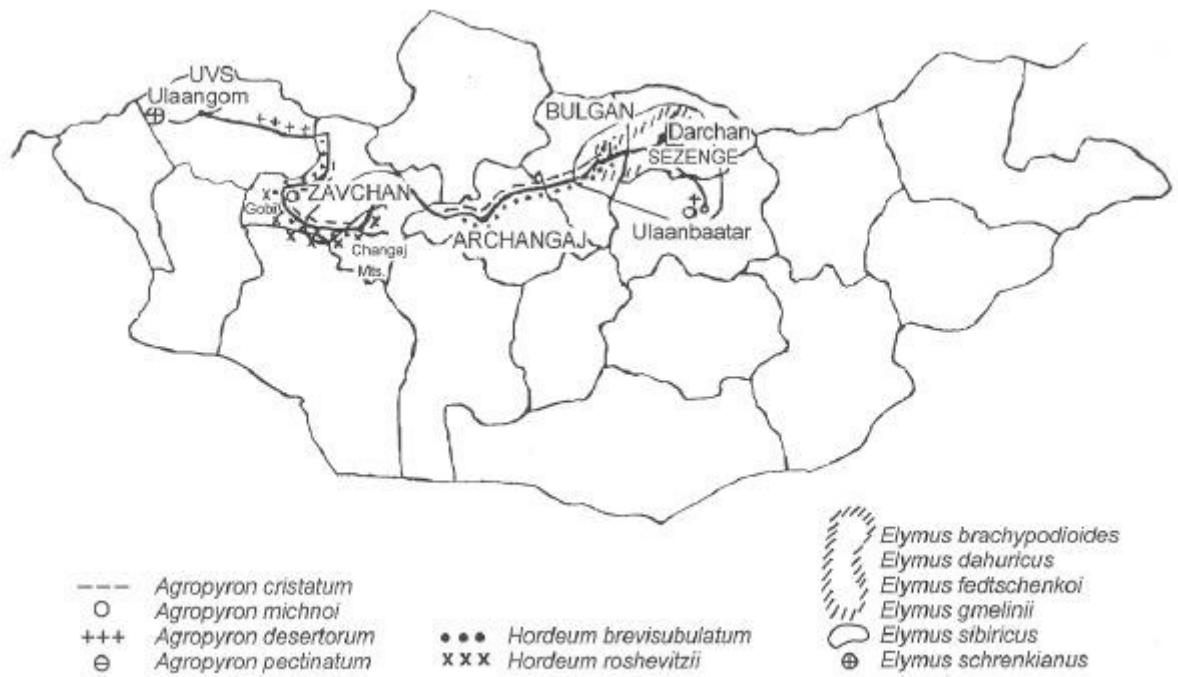 UVS
Ulaangom
BULGAN
Darchan
SEZENGE
ZAVCHAN
Gobi
Changaj
Mts.
ARCHANGAJ
Ulaanbaatar
Agropyron cristatum
Agropyron michnoi
Agropyron desertorum
Agropyron pectinatum
Hordeum brevisubulatum
Hordeum roshevitzii
Elymus brachypodioides
Elymus dahuricus
Elymus fedtschenkoi
Elymus gmelinii
Elymus sibiricus
Elymus schrenkianus